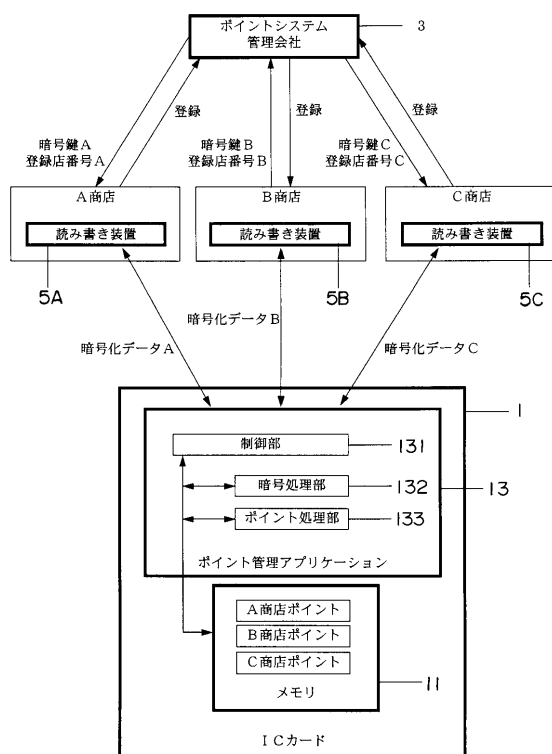 ポイントシステム
管理会社
3
登録
登録
登録
暗号鍵A
登録店番号A
暗号鍵B
登録店番号B
暗号鍵C
登録店番号C
A商店
B商店
C商店
読み書き装置
読み書き装置
読み書き装置
5A
5B
5C
暗号化データA
暗号化データB
暗号化データC
1
制御部
131
暗号処理部
132
13
ポイント処理部
133
ポイント管理アプリケーション
A商店ポイント
B商店ポイント
C商店ポイント
メモリ
11
ICカード